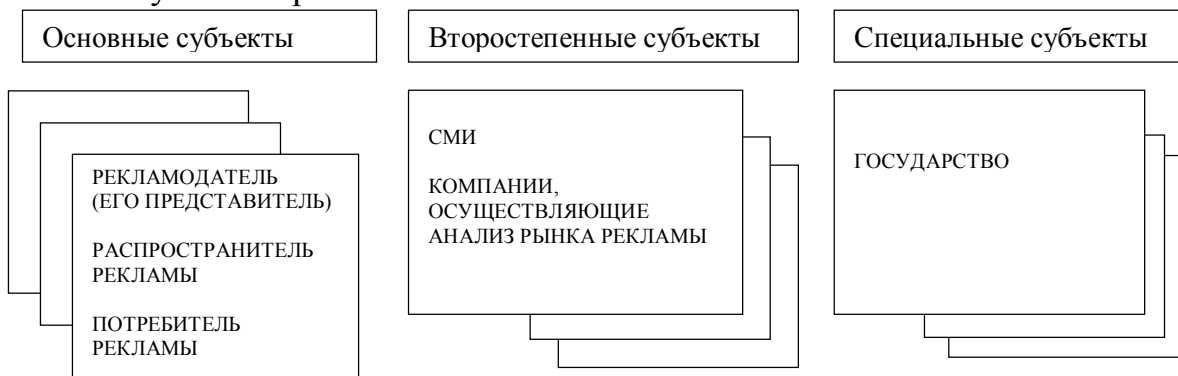 Основные субъекты
Второстепенные субъекты
Специальные субъекты
РЕКЛАМОДАТЕЛЬ
(ЕГО ПРЕДСТАВИТЕЛЬ)
РАСПРОСТРАНИТЕЛЬ
РЕКЛАМЫ
ПОТРЕБИТЕЛЬ
РЕКЛАМЫ
СМИ
КОМПАНИИ,
ОСУЩЕСТВЛЯЮЩИЕ
АНАЛИЗ РЫНКА РЕКЛАМЫ
ГОСУДАРСТВО